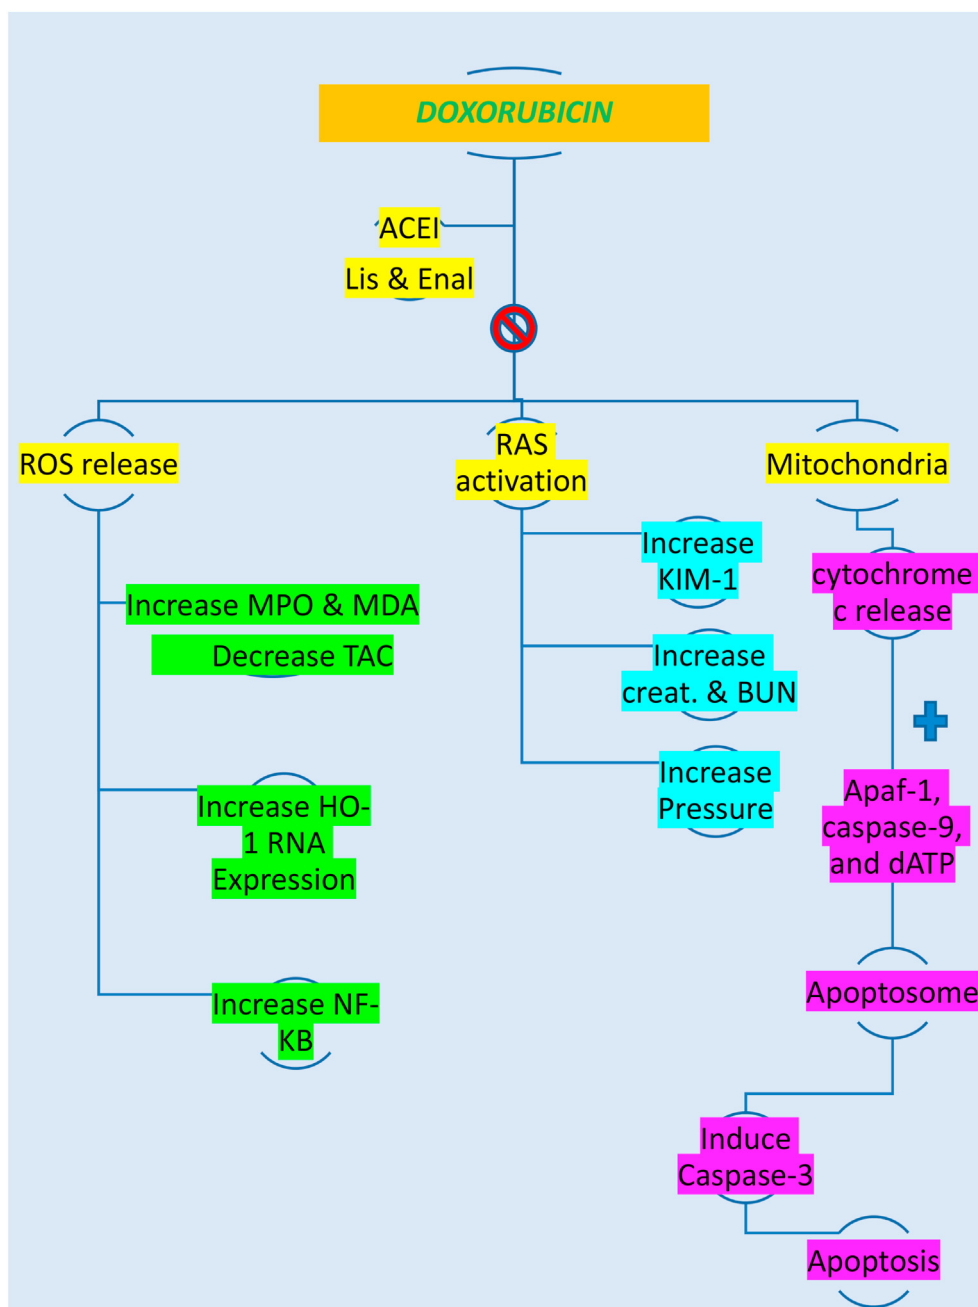 DOXORUBICIN
ACEI
Lis & Enal
ROS release
RAS
activation
Mitochondria
Increase MPO & MDA
Decrease TAC
Increase HO-
1 RNA
Expression
Increase NF-
KB
Increase
KIM-1
Increase
creat. & BUN
Increase
Pressure
cytochrome
c release
Apaf-1,
caspase-9,
and dATP
Apoptosome
Induce
Caspase-3
Apoptosis